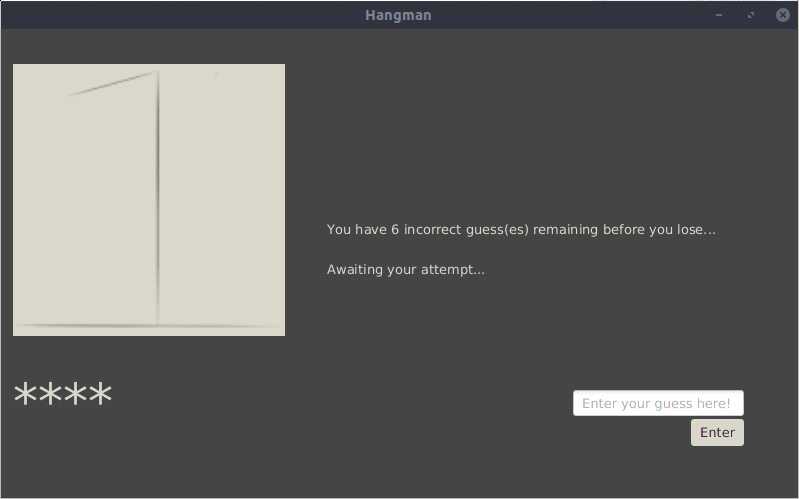 Hangman
You have 6 incorrect guess(es) remaining before you lose...
Awaiting your attempt...
****
Enter your guess here!
Enter